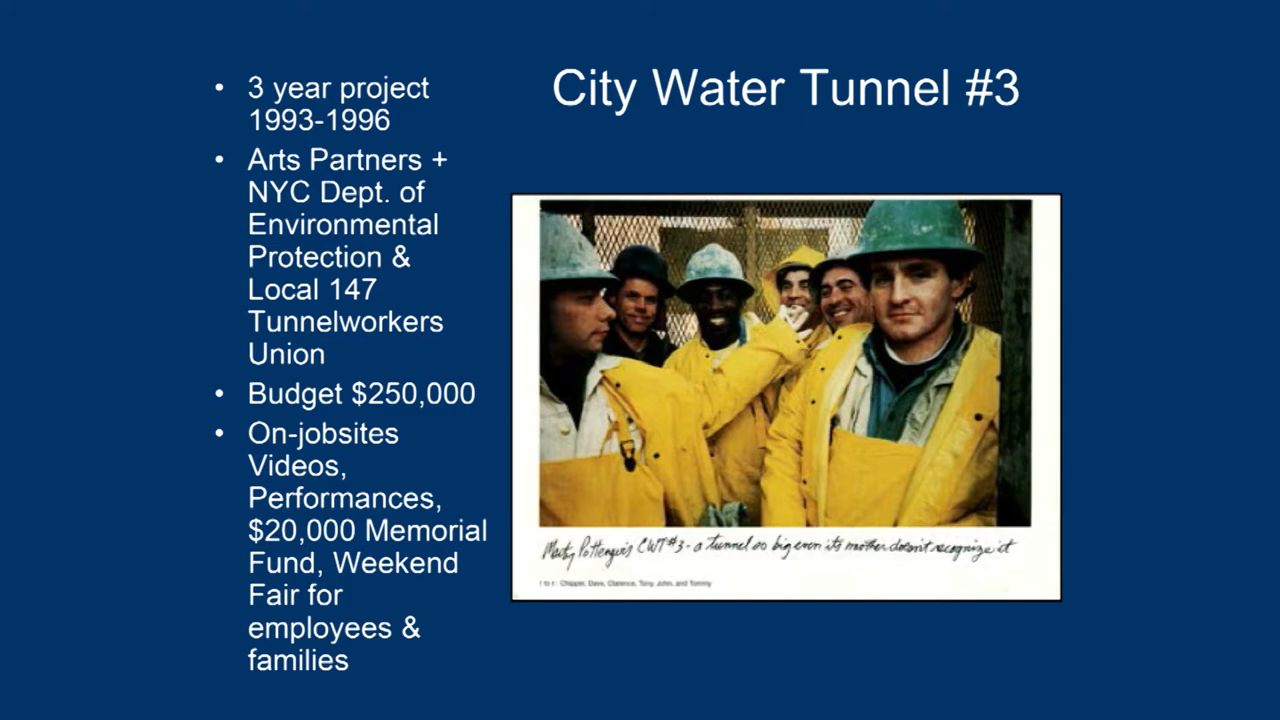 City Water Tunnel #3
• 3 year project
1993-1996
• Arts Partners +
NYC Dept. of
Environmental
Protection &
Local 147
Tunnelworkers
Union
• Budget $250,000
• On-jobsites
Videos,
Performances,
$20,000 Memorial
Fund, Weekend
Fair for
employees &
families
Marty Pottenger's CWT#3 - a tunnel so big even its mother doesn't recognize it
l to r: Chipper, Dave, Clarence, Tony, John, and Tommy